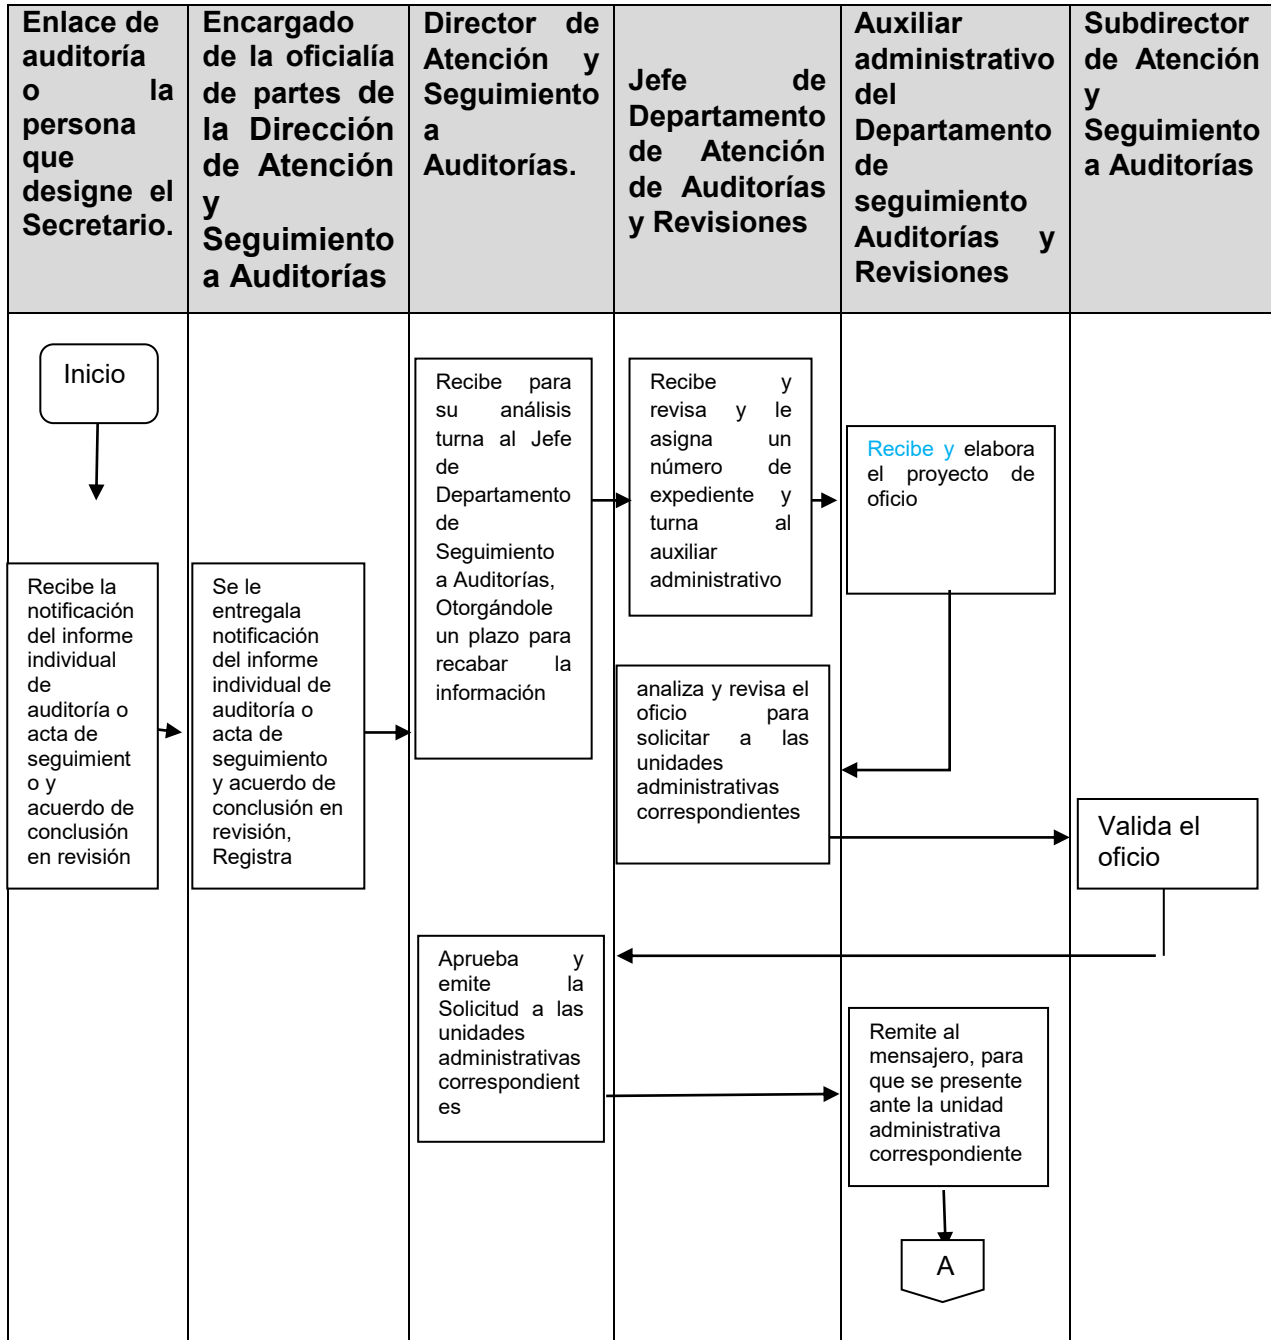 Enlace de
auditoría
o la
persona
que
designe el
Secretario.
Encargado
de la oficialía
de partes de
la Dirección
de Atención
y
Seguimiento
a Auditorías
Director de
Atención y
Seguimiento
a
Auditorías.
Jefe de
Departamento
de Atención
de Auditorías
y Revisiones
Auxiliar
administrativo
del
Departamento
de
seguimiento
Auditorías y
Revisiones
Subdirector
de Atención
y
Seguimiento
a Auditorías
Inicio
Recibe la
notificación
del informe
individual
de
auditoría o
acta de
seguimient
o y
acuerdo de
conclusión
en revisión
Se le
entregala
notificación
del informe
individual de
auditoría o
acta de
seguimiento
y acuerdo de
conclusión en
revisión,
Registra
Recibe para
su análisis
turna al Jefe
de
Departamento
de
Seguimiento
a Auditorías,
Otorgándole
un plazo para
recabar la
información
Recibe y
revisa y le
asigna un
número de
expediente y
turna al
auxiliar
administrativo
Recibe y elabora
el proyecto de
oficio
analiza y revisa el
oficio para
solicitar a las
unidades
administrativas
correspondientes
Valida el
oficio
Aprueba y
emite la
Solicitud a las
unidades
administrativas
correspondient
es
Remite al
mensajero, para
que se presente
ante la unidad
administrativa
correspondiente
A